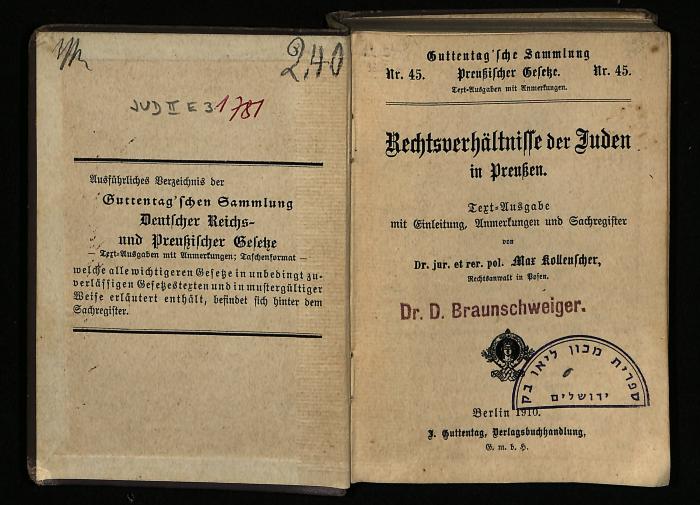 2,40
JUD II E 3 1781
Ausführliches Verzeichnis der
Guttentag'schen Sammlung
Deutscher Reichs-
und Preußischer Gesetze
— Text-Ausgaben mit Anmerkungen; Taschenformat —
welche alle wichtigeren Gesetze in unbedingt zu-
verlässigen Gesetzestexten und in mustergültiger
Weise erläutert enthält, befindet sich hinter dem
Sachregister.
Guttentag'sche Sammlung
Nr. 45. Preußischer Gesetze. Nr. 45.
Text-Ausgaben mit Anmerkungen.
Rechtsverhältnisse der Juden
in Preußen.
Text-Ausgabe
mit Einleitung, Anmerkungen und Sachregister
von
Dr. jur. et rer. pol. Max Kollenscher,
Rechtsanwalt in Posen.
Dr. D. Braunschweiger.
ספרית מכון ליאו בק
ירושלים
Berlin 1910.
J. Guttentag, Verlagsbuchhandlung,
G. m. b. H.